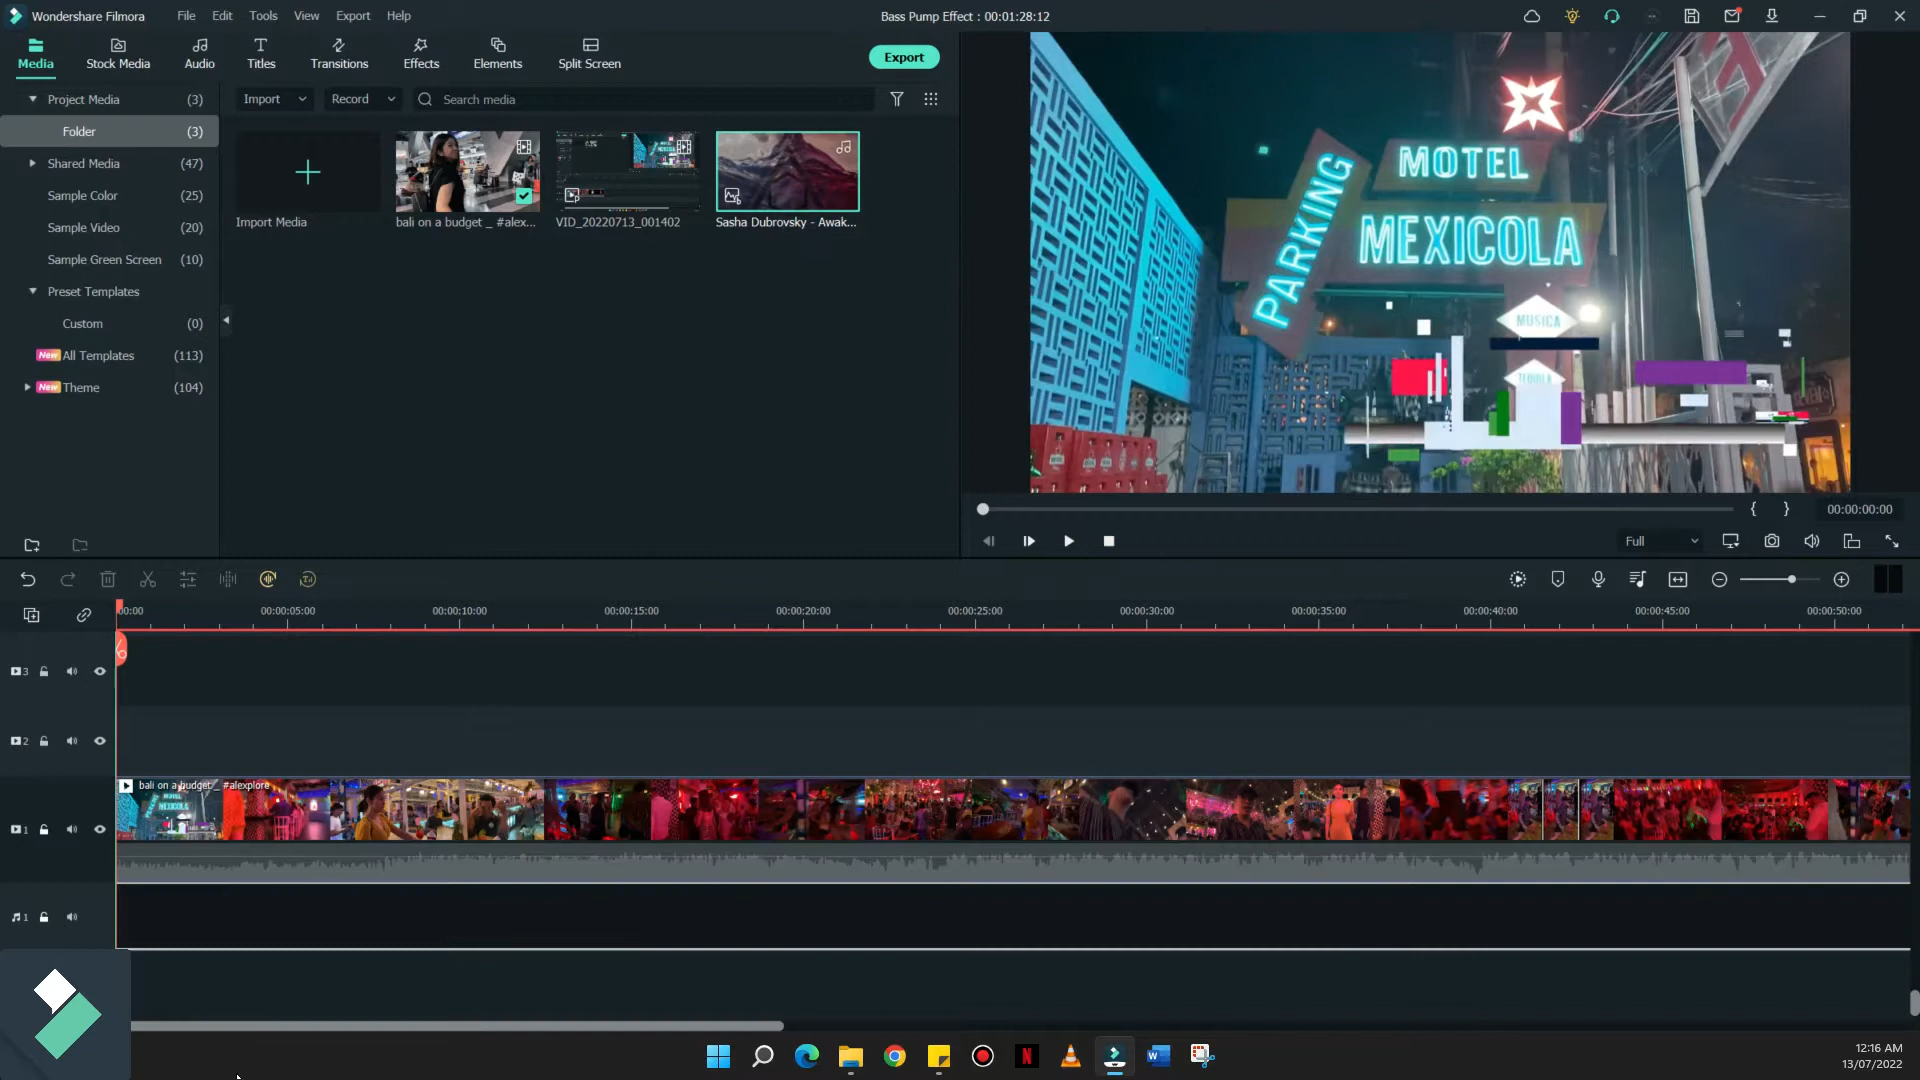 Wondershare Filmora
File Edit Tools View Export Help
Bass Pump Effect : 00:01:28:12
Media Stock Media Audio Titles Transitions Effects Elements Split Screen
Export
Project Media (3)
Folder (3)
Shared Media (47)
Sample Color (25)
Sample Video (20)
Sample Green Screen (10)
Preset Templates
Custom (0)
New All Templates (113)
New Theme (104)
Import Record Search media
Import Media
bali on a budget _ #alex...
VID_20220713_001402
Sasha Dubrovsky - Awak...
MOTEL
MEXICOLA
PARKING
MUSICA
TEQUILA
{ } 00:00:00:00
Full
:00:00 00:00:05:00 00:00:10:00 00:00:15:00 00:00:20:00 00:00:25:00 00:00:30:00 00:00:35:00 00:00:40:00 00:00:45:00 00:00:50:00
3
2
bali on a budget _ #alexplore
1
1
N
W
12:16 AM
13/07/2022